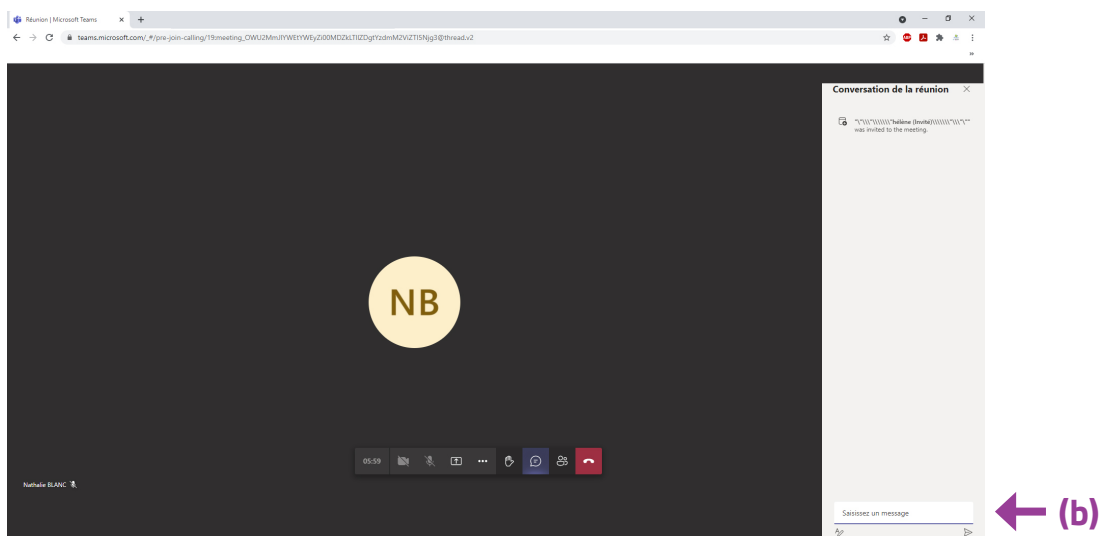 Réunion | Microsoft Teams
teams.microsoft.com/_#/pre-join-calling/19:meeting_OWU2MmJlYWEtYWEyZi00MDZkLTllZDgtYzdmM2ViZTI5Njg3@thread.v2
Conversation de la réunion
"\"\\\"\\\\\\\"hélène (Invité)\\\\\\\"\\\"\""
was invited to the meeting.
NB
05:59
Nathalie BLANC
Saisissez un message
(b)